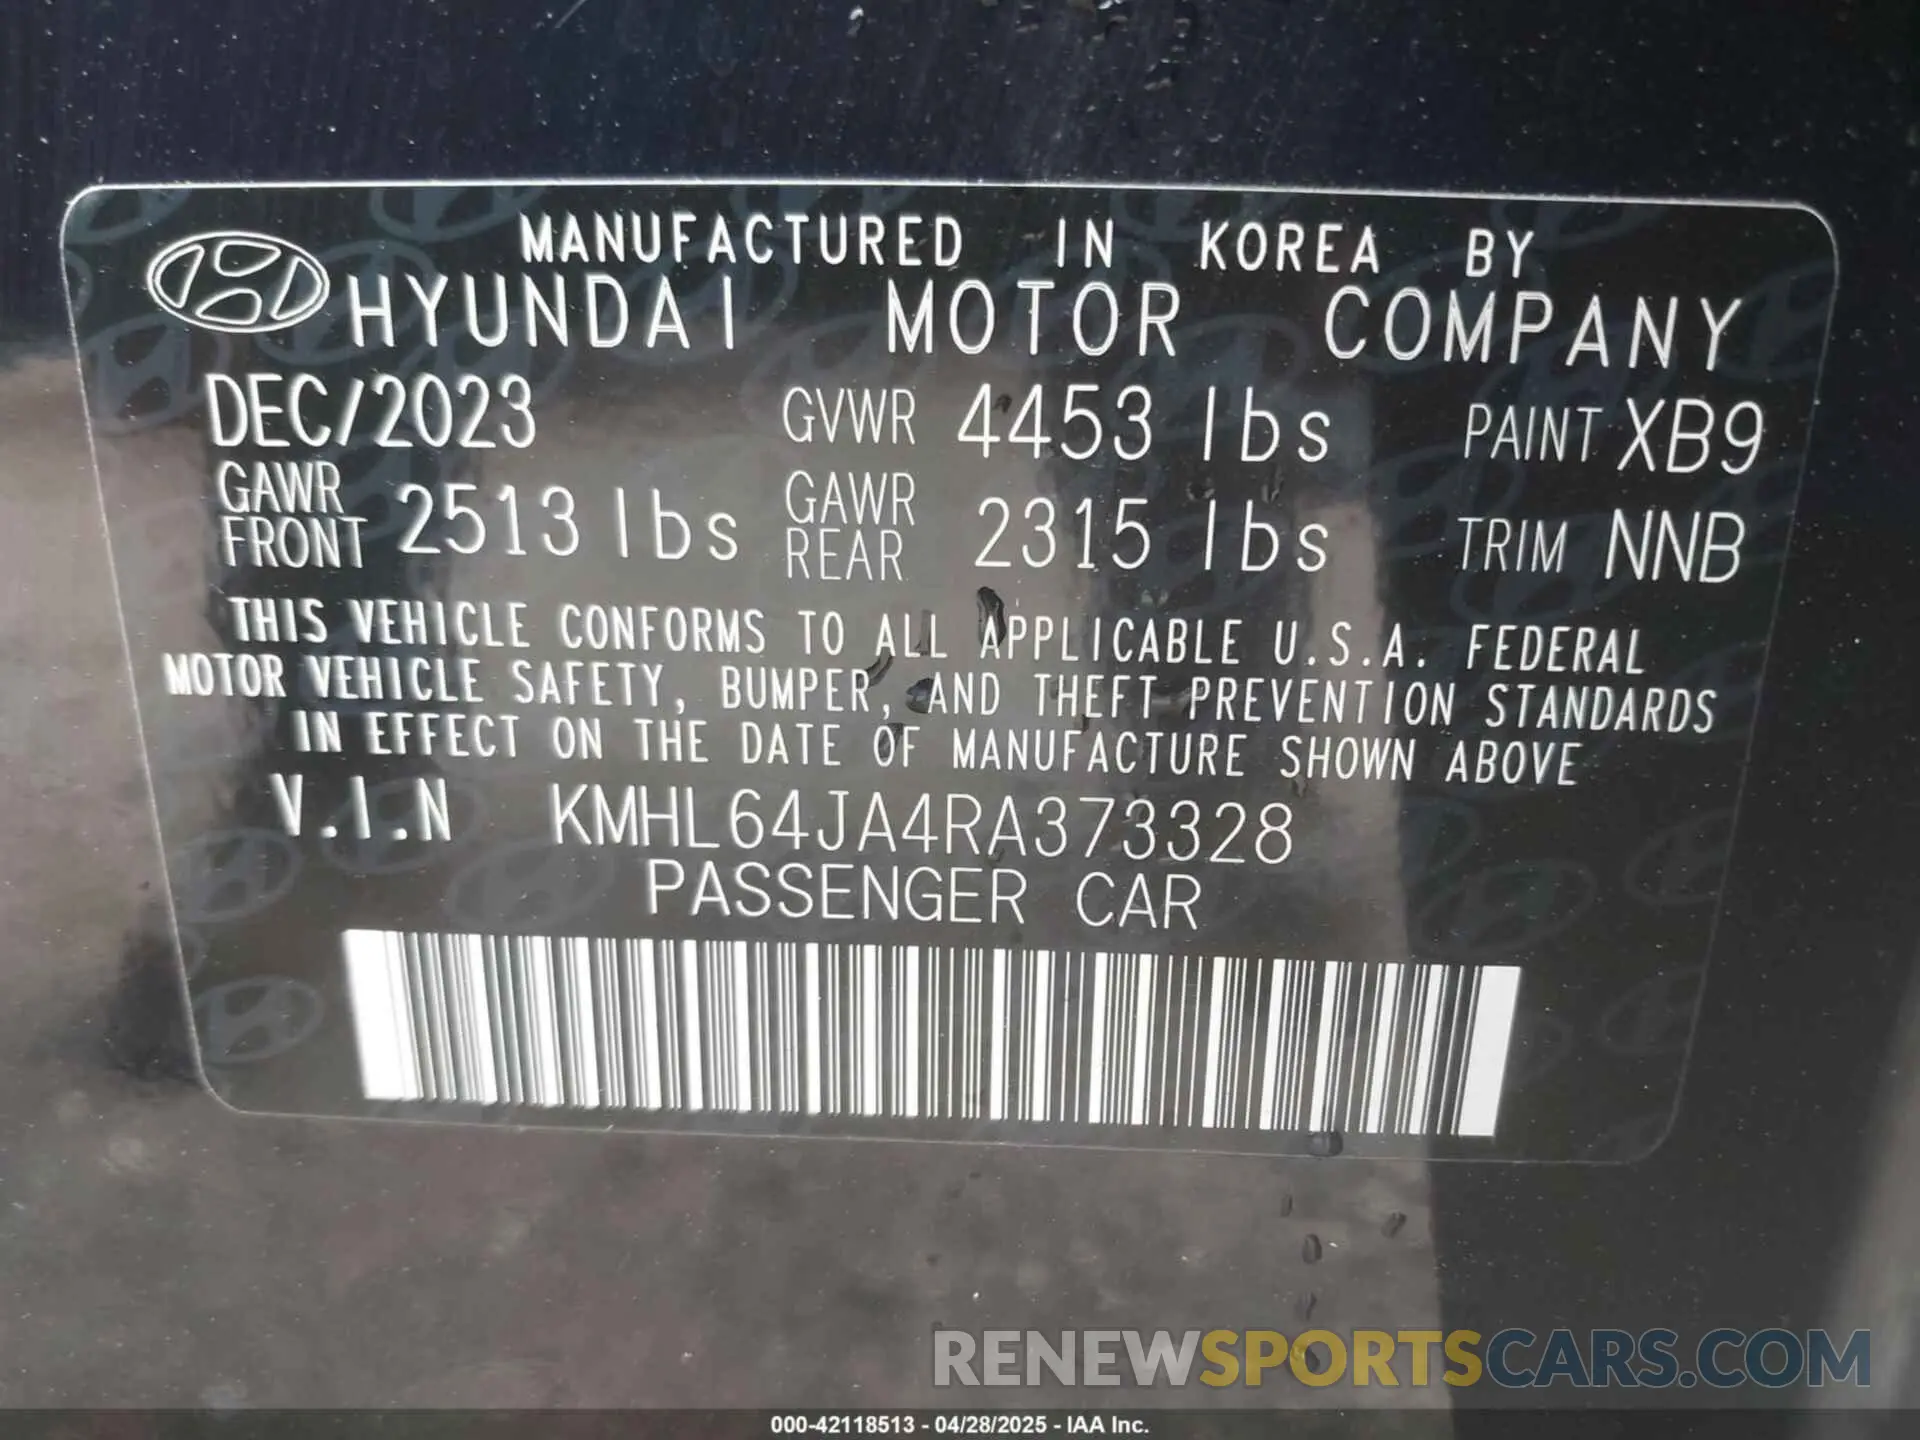 MANUFACTURED IN KOREA BY
HYUNDAI MOTOR COMPANY
DEC/2023 GVWR 4453 lbs PAINT XB9
GAWR FRONT 2513 lbs GAWR REAR 2315 lbs TRIM NNB
THIS VEHICLE CONFORMS TO ALL APPLICABLE U.S.A. FEDERAL
MOTOR VEHICLE SAFETY, BUMPER, AND THEFT PREVENTION STANDARDS
IN EFFECT ON THE DATE OF MANUFACTURE SHOWN ABOVE
V.I.N KMHL64JA4RA373328
PASSENGER CAR
RENEWSPORTSCARS.COM
000-42118513 - 04/28/2025 - IAA Inc.